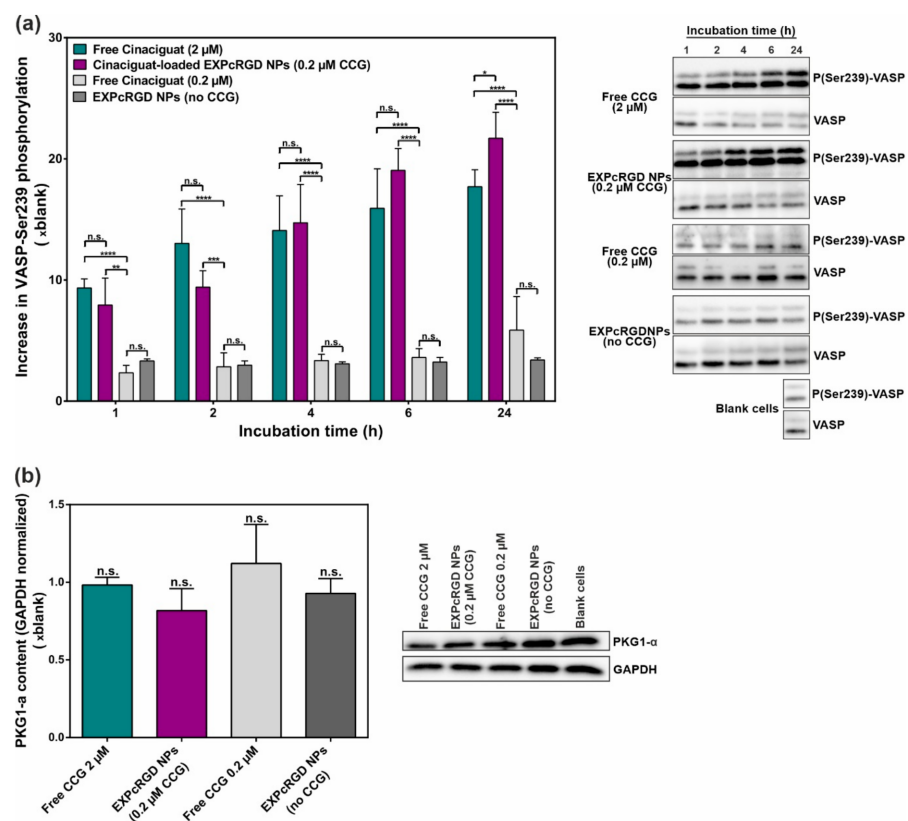 (a)
Free Cinaciguat (2 µM)
Cinaciguat-loaded EXPcRGD NPs (0.2 µM CCG)
Free Cinaciguat (0.2 µM)
EXPcRGD NPs (no CCG)
Increase in VASP-Ser239 phosphorylation
(xblank)
30
20
10
0
n.s.
****
**
n.s.
n.s.
****
***
n.s.
n.s.
****
****
n.s.
n.s.
****
****
n.s.
*
****
****
n.s.
1
2
4
6
24
Incubation time (h)
Incubation time (h)
1 2 4 6 24
Free CCG
(2 µM)
P(Ser239)-VASP
VASP
EXPcRGD NPs
(0.2 µM CCG)
P(Ser239)-VASP
VASP
Free CCG
(0.2 µM)
P(Ser239)-VASP
VASP
EXPcRGDNPs
(no CCG)
P(Ser239)-VASP
VASP
Blank cells
P(Ser239)-VASP
VASP
(b)
PKG1-a content (GAPDH normalized)
(xblank)
1.5
1.0
0.5
0.0
n.s.
n.s.
n.s.
n.s.
Free CCG 2 µM
EXPcRGD NPs
(0.2 µM CCG)
Free CCG 0.2 µM
EXPcRGD NPs
(no CCG)
Free CCG 2 µM
EXPcRGD NPs
(0.2 µM CCG)
Free CCG 0.2 µM
EXPcRGD NPs
(no CCG)
Blank cells
PKG1-α
GAPDH